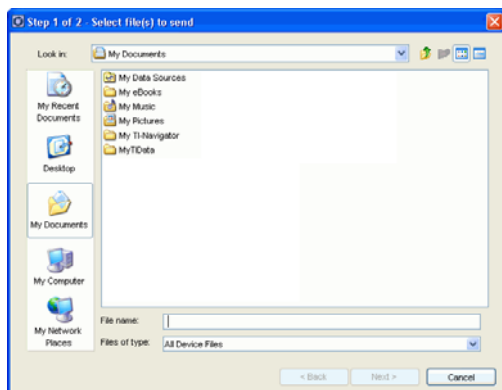 Step 1 of 2 - Select file(s) to send
Look in:
My Documents
My Recent
Documents
Desktop
My Documents
My Computer
My Network
Places
My Data Sources
My eBooks
My Music
My Pictures
My TI-Navigator
MyTIData
File name:
Files of type:
All Device Files
< Back
Next >
Cancel